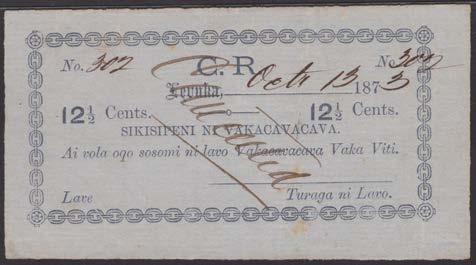 No. 302 C. R. No 302
Levuka, Octr 13 1873
12½ Cents. 12½ Cents.
SIKISIPENI NI VAKACAVACAVA.
Ai vola oqo sosomi ni lavo Vakacavacava Vaka Viti.
Cancelled
Lave Turaga ni Lavo.